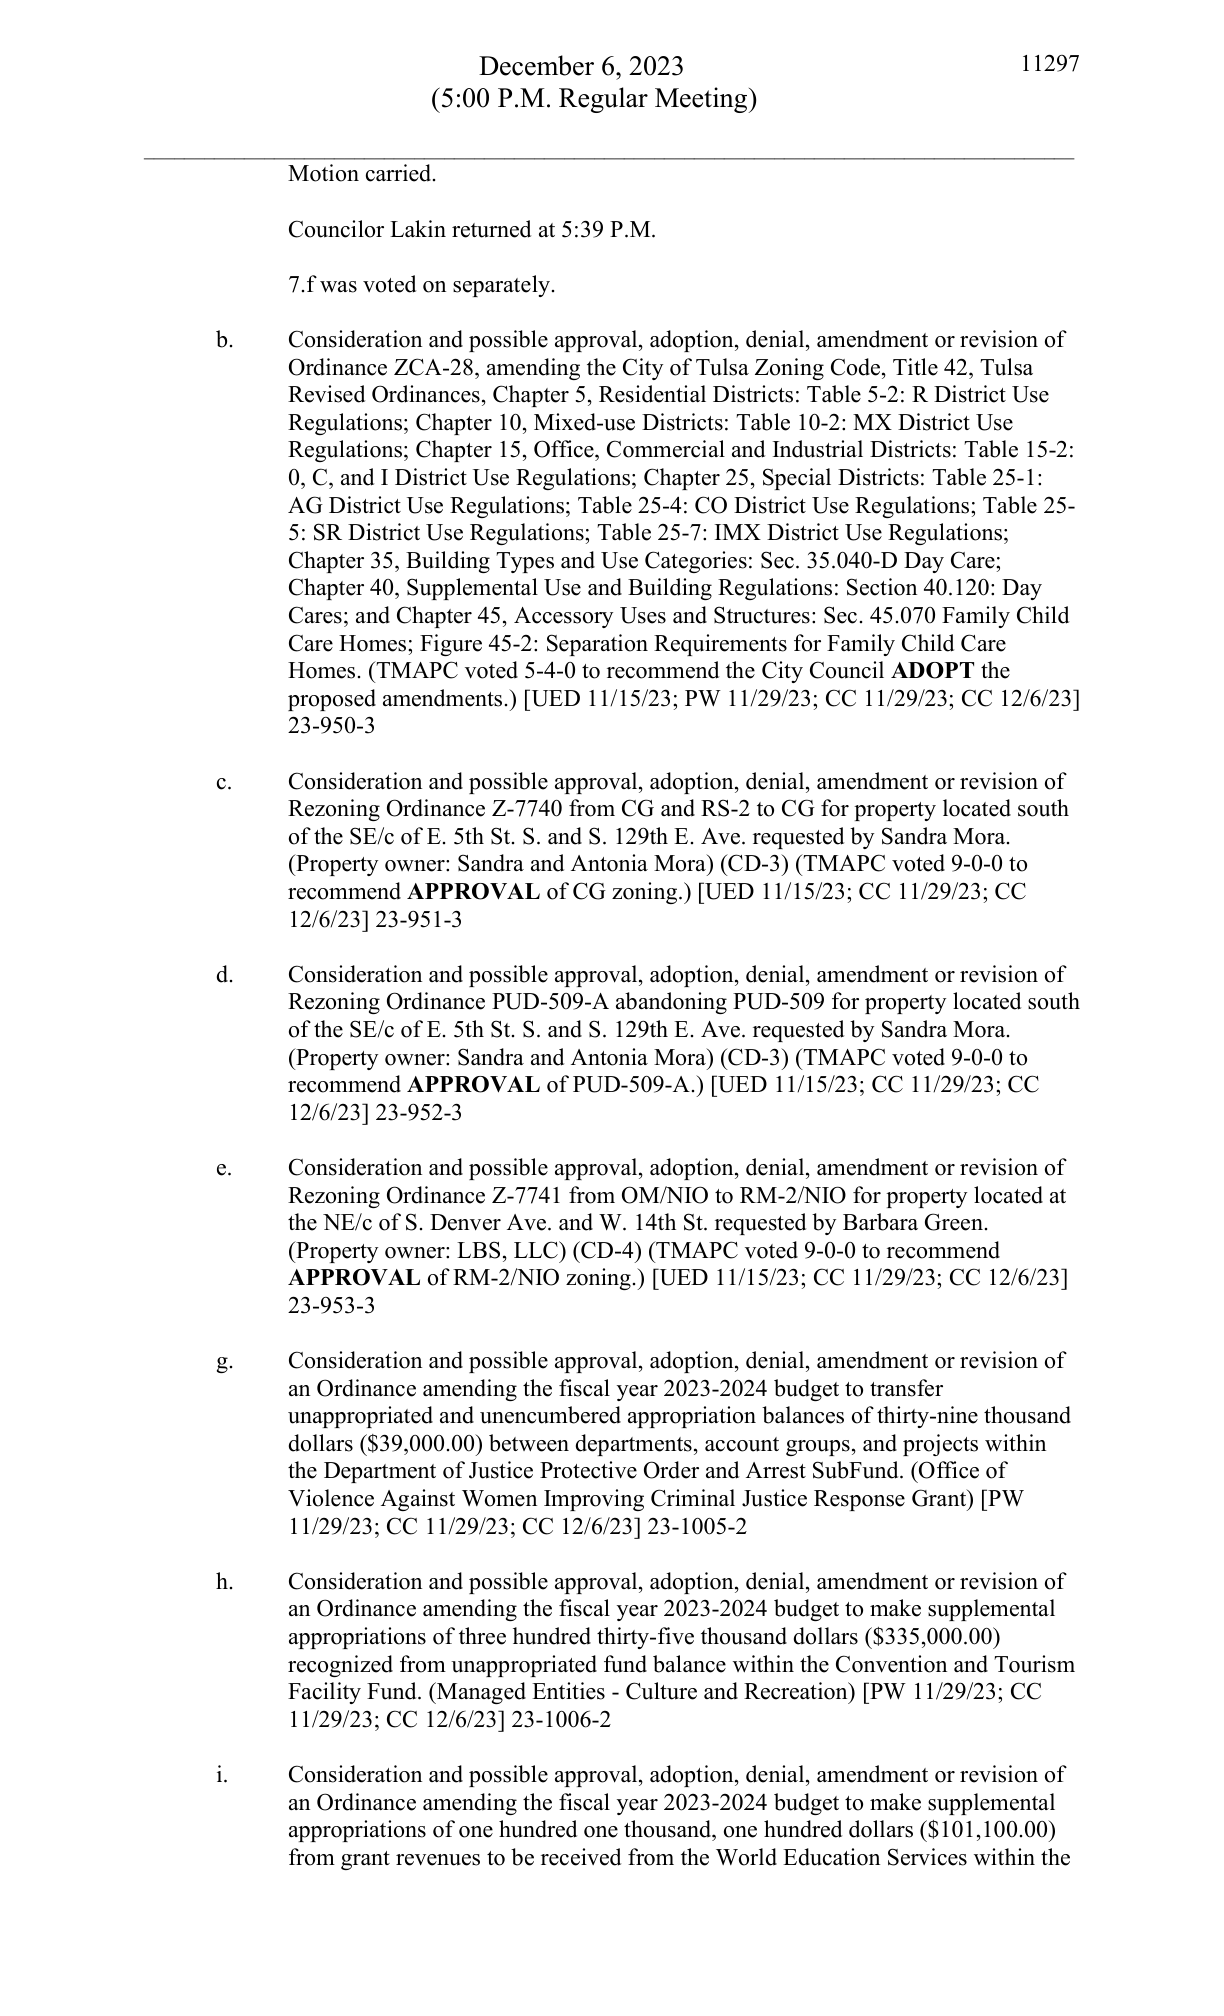 December 6, 2023
11297
(5:00 P.M. Regular Meeting)
Motion carried.
Councilor Lakin returned at 5:39 P.M.
7.f was voted on separately.
b. Consideration and possible approval, adoption, denial, amendment or revision of
Ordinance ZCA-28, amending the City of Tulsa Zoning Code, Title 42, Tulsa
Revised Ordinances, Chapter 5, Residential Districts: Table 5-2: R District Use
Regulations; Chapter 10, Mixed-use Districts: Table 10-2: MX District Use
Regulations; Chapter 15, Office, Commercial and Industrial Districts: Table 15-2:
0, C, and I District Use Regulations; Chapter 25, Special Districts: Table 25-1:
AG District Use Regulations; Table 25-4: CO District Use Regulations; Table 25-
5: SR District Use Regulations; Table 25-7: IMX District Use Regulations;
Chapter 35, Building Types and Use Categories: Sec. 35.040-D Day Care;
Chapter 40, Supplemental Use and Building Regulations: Section 40.120: Day
Cares; and Chapter 45, Accessory Uses and Structures: Sec. 45.070 Family Child
Care Homes; Figure 45-2: Separation Requirements for Family Child Care
Homes. (TMAPC voted 5-4-0 to recommend the City Council ADOPT the
proposed amendments.) [UED 11/15/23; PW 11/29/23; CC 11/29/23; CC 12/6/23]
23-950-3
c. Consideration and possible approval, adoption, denial, amendment or revision of
Rezoning Ordinance Z-7740 from CG and RS-2 to CG for property located south
of the SE/c of E. 5th St. S. and S. 129th E. Ave. requested by Sandra Mora.
(Property owner: Sandra and Antonia Mora) (CD-3) (TMAPC voted 9-0-0 to
recommend APPROVAL of CG zoning.) [UED 11/15/23; CC 11/29/23; CC
12/6/23] 23-951-3
d. Consideration and possible approval, adoption, denial, amendment or revision of
Rezoning Ordinance PUD-509-A abandoning PUD-509 for property located south
of the SE/c of E. 5th St. S. and S. 129th E. Ave. requested by Sandra Mora.
(Property owner: Sandra and Antonia Mora) (CD-3) (TMAPC voted 9-0-0 to
recommend APPROVAL of PUD-509-A.) [UED 11/15/23; CC 11/29/23; CC
12/6/23] 23-952-3
e. Consideration and possible approval, adoption, denial, amendment or revision of
Rezoning Ordinance Z-7741 from OM/NIO to RM-2/NIO for property located at
the NE/c of S. Denver Ave. and W. 14th St. requested by Barbara Green.
(Property owner: LBS, LLC) (CD-4) (TMAPC voted 9-0-0 to recommend
APPROVAL of RM-2/NIO zoning.) [UED 11/15/23; CC 11/29/23; CC 12/6/23]
23-953-3
g. Consideration and possible approval, adoption, denial, amendment or revision of
an Ordinance amending the fiscal year 2023-2024 budget to transfer
unappropriated and unencumbered appropriation balances of thirty-nine thousand
dollars ($39,000.00) between departments, account groups, and projects within
the Department of Justice Protective Order and Arrest SubFund. (Office of
Violence Against Women Improving Criminal Justice Response Grant) [PW
11/29/23; CC 11/29/23; CC 12/6/23] 23-1005-2
h. Consideration and possible approval, adoption, denial, amendment or revision of
an Ordinance amending the fiscal year 2023-2024 budget to make supplemental
appropriations of three hundred thirty-five thousand dollars ($335,000.00)
recognized from unappropriated fund balance within the Convention and Tourism
Facility Fund. (Managed Entities - Culture and Recreation) [PW 11/29/23; CC
11/29/23; CC 12/6/23] 23-1006-2
i. Consideration and possible approval, adoption, denial, amendment or revision of
an Ordinance amending the fiscal year 2023-2024 budget to make supplemental
appropriations of one hundred one thousand, one hundred dollars ($101,100.00)
from grant revenues to be received from the World Education Services within the